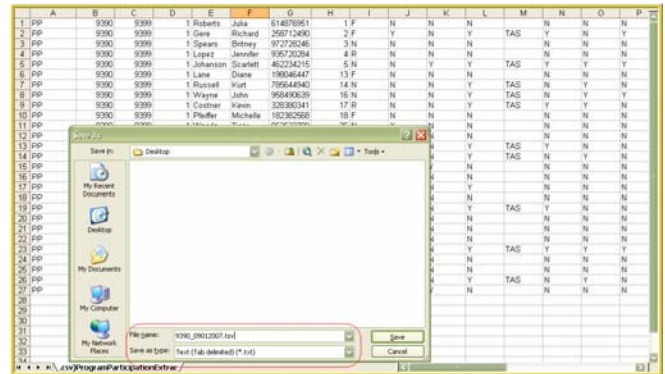 A B C D E F G H I J K L M N O P
1 PP 9390 9399 1 Roberts Julia 614876951 1 F N N N N N N
2 PP 9390 9399 1 Gere Richard 258712490 2 F Y N Y TAS Y Y N
3 PP 9390 9399 1 Spears Britney 972728246 3 N N N N N N N
4 PP 9390 9399 1 Lopez Jennifer 935720284 4 R N N N N N N
5 PP 9390 9399 1 Johanson Scarlett 462234215 5 N N Y Y TAS Y Y Y
6 PP 9390 9399 1 Lane Diane 198046447 13 F N N N N N N
7 PP 9390 9399 1 Russell Kurt 785644940 14 N N N Y TAS N Y N
8 PP 9390 9399 1 Wayne John 958490639 16 N N N Y TAS Y N N
9 PP 9390 9399 1 Costner Kevin 328380341 17 R N N Y TAS Y Y N
10 PP 9390 9399 1 Pfeiffer Michelle 182382568 18 F N N N N N N
11 PP
12 PP
13 PP
14 PP
15 PP
16 PP
17 PP
18 PP
19 PP
20 PP
21 PP
22 PP
23 PP
24 PP
25 PP
26 PP
27 PP
28
29
30
31
32
33
Save As
Save in: Desktop Tools
My Recent Documents
Desktop
My Documents
My Computer
My Network Places
File name: 9390_09012007.tsv Save
Save as type: Text (Tab delimited) (*.txt) Cancel
.csv)ProgramParticipationExtrac